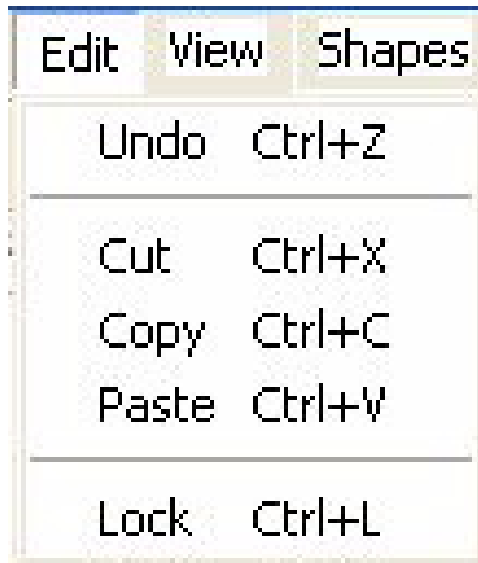 Edit View Shapes
Undo Ctrl+Z
Cut Ctrl+X
Copy Ctrl+C
Paste Ctrl+V
Lock Ctrl+L